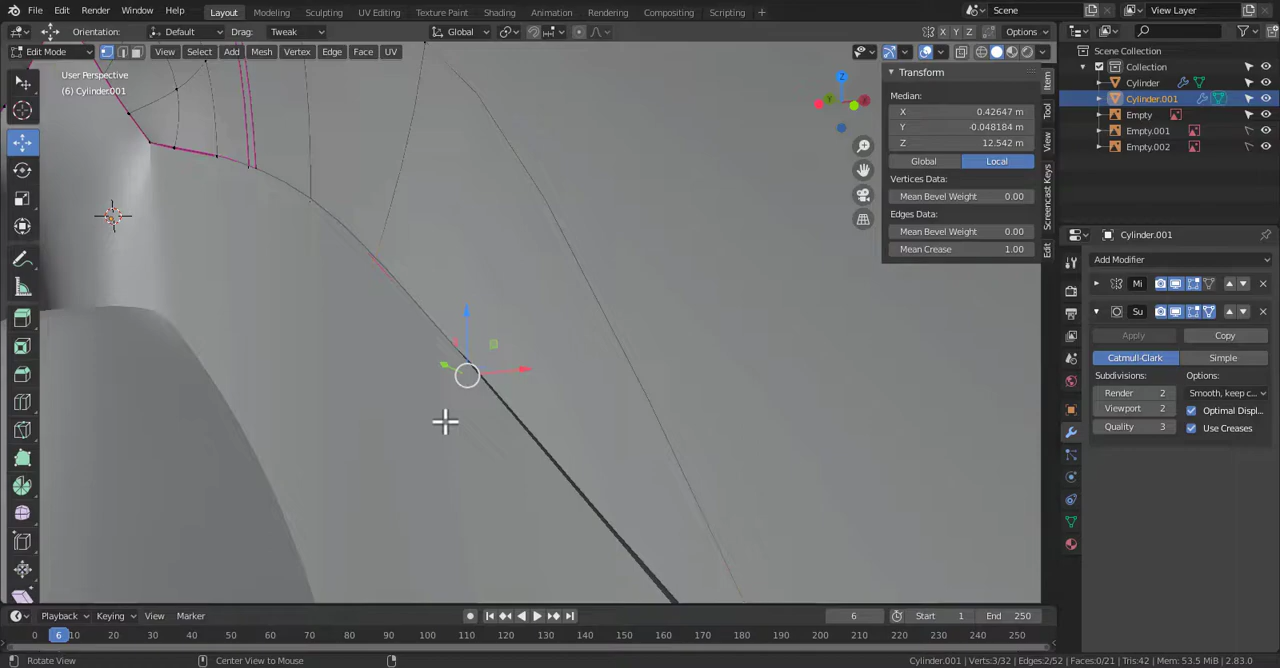 File Edit Render Window Help Layout Modeling Sculpting UV Editing Texture Paint Shading Animation Rendering Compositing Scripting + Scene View Layer
Orientation: Default Drag: Tweak Global Options
Edit Mode View Select Add Mesh Vertex Edge Face UV
User Perspective
(6) Cylinder.001
Z
X
Y
Transform
Median:
X 0.42647 m
Y -0.048184 m
Z 12.542 m
Global Local
Vertices Data:
Mean Bevel Weight 0.00
Edges Data:
Mean Bevel Weight 0.00
Mean Crease 1.00
Item
Tool
View
Screencast Keys
Edit
Scene Collection
Collection
Cylinder
Cylinder.001
Empty
Empty.001
Empty.002
Cylinder.001
Add Modifier
Mi
Su
Apply Copy
Catmull-Clark Simple
Subdivisions: Options:
Render 2 Smooth, keep c...
Viewport 2 Optimal Displ...
Quality 3 Use Creases
Playback Keying View Marker 6 Start 1 End 250
0 6 10 20 30 40 50 60 70 80 90 100 110 120 130 140 150 160 170 180 190 200 210 220 230 240 250
Rotate View Center View to Mouse Cylinder.001 | Verts:3/32 | Edges:2/52 | Faces:0/21 | Tris:42 | Mem: 53.5 MiB | 2.83.0